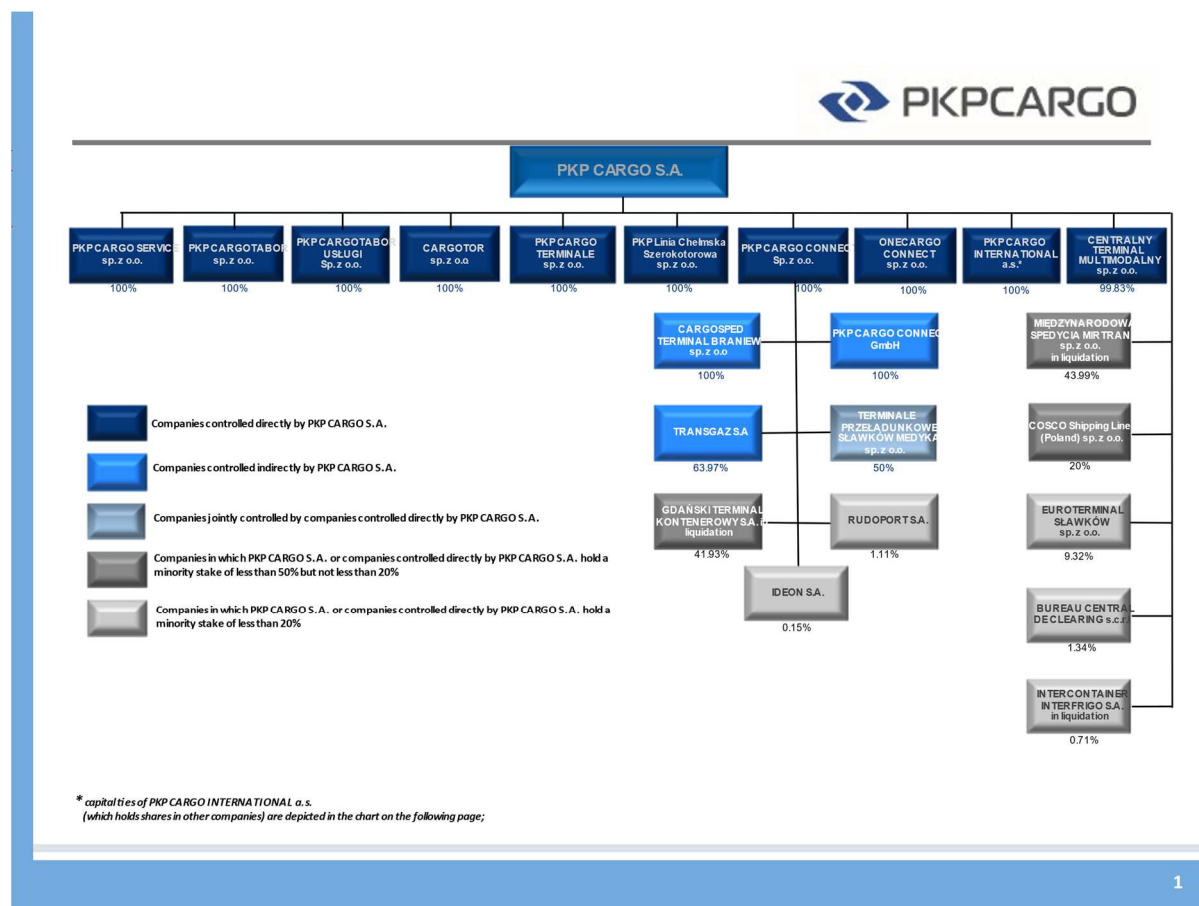 PKPCARGO
PKP CARGO S.A.
PKP CARGO SERVICE
sp. z o.o.
100%
PKP CARGOTABOR
sp. z o.o.
100%
PKP CARGOTABOR
USŁUGI
Sp. z o.o.
100%
CARGOTOR
sp. z o.o.
100%
PKP CARGO
TERMINALE
sp. z o.o.
100%
PKP Linia Chełmska
Szerokotorowa
sp. z o.o.
100%
PKP CARGO CONNEC
Sp. z o.o.
100%
ONECARGO
CONNECT
sp. z o.o.
100%
PKP CARGO
INTERNATIONAL
a.s.*
100%
CENTRALNY
TERMINAL
MULTIMODALNY
sp. z o.o.
99.83%
CARGOSPED
TERMINAL BRANIEW
sp. z o.o
100%
PKP CARGO CONNEC
GmbH
100%
MIĘDZYNARODOWA
SPEDYCJA MIRTRAN
sp. z o.o.
in liquidation
43.99%
TRANSGAZ S.A
63.97%
TERMINALE
PRZEŁADUNKOWE
SŁAWKÓW MEDYKA
sp. z o.o.
50%
COSCO Shipping Line
(Poland) sp. z o.o.
20%
GDAŃSKI TERMINAL
KONTENEROWY S.A. i
liquidation
41.93%
RUDOPORT S.A.
1.11%
EUROTERMINAL
SŁAWKÓW
sp. z o.o.
9.32%
IDEON S.A.
0.15%
BUREAU CENTRAL
DE CLEARING s.c.r.
1.34%
INTERCONTAINER
INTERFRIGO S.A.
in liquidation
0.71%
Companies controlled directly by PKP CARGO S.A.
Companies controlled indirectly by PKP CARGO S.A.
Companies jointly controlled by companies controlled directly by PKP CARGO S.A.
Companies in which PKP CARGO S.A. or companies controlled directly by PKP CARGO S.A. hold a
minority stake of less than 50% but not less than 20%
Companies in which PKP CARGO S.A. or companies controlled directly by PKP CARGO S.A. hold a
minority stake of less than 20%
* capital ties of PKP CARGO INTERNATIONAL a.s.
(which holds shares in other companies) are depicted in the chart on the following page;
1